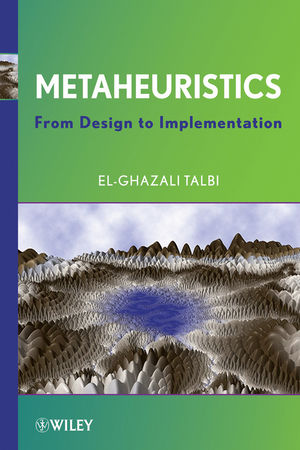 METAHEURISTICS
From Design to Implementation
EL-GHAZALI TALBI
WILEY